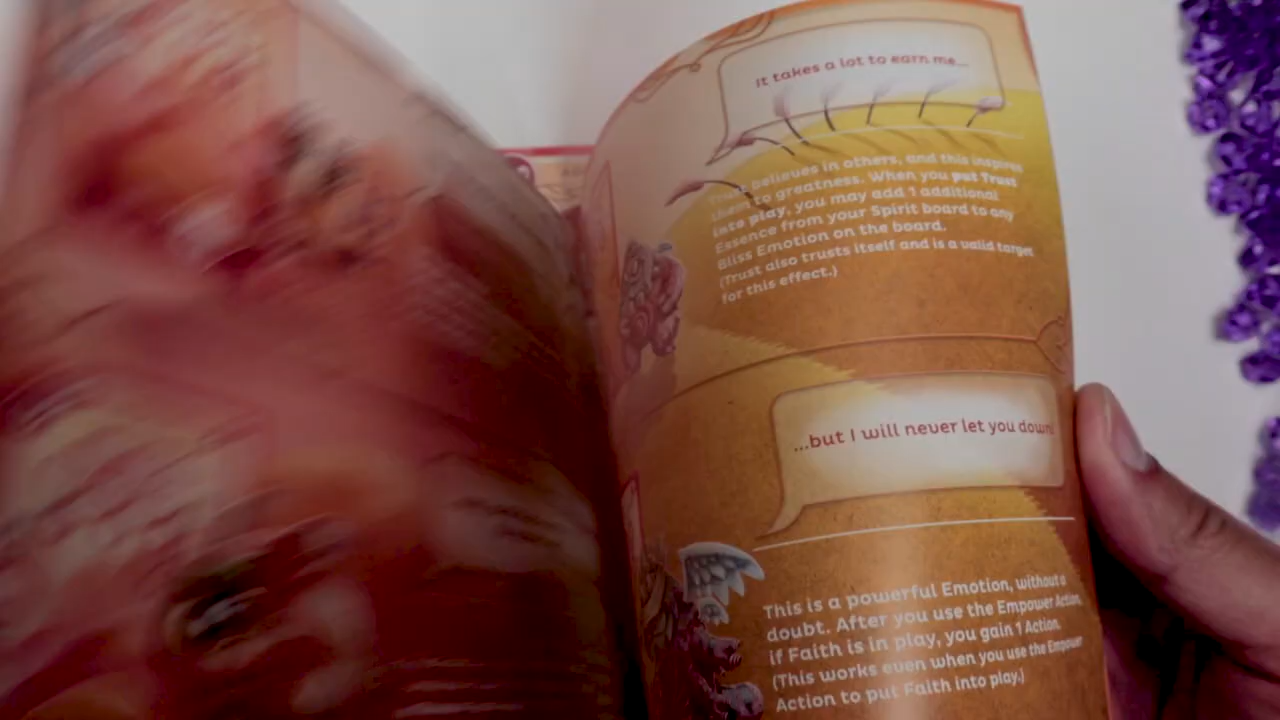 It takes a lot to earn me...
Trust believes in others, and this inspires
them to greatness. When you put Trust
into play, you may add 1 additional
Essence from your Spirit board to any
Bliss Emotion on the board.
(Trust also trusts itself and is a valid target
for this effect.)
...but I will never let you down!
This is a powerful Emotion, without a
doubt. After you use the Empower Action,
if Faith is in play, you gain 1 Action.
(This works even when you use the Empower
Action to put Faith into play.)